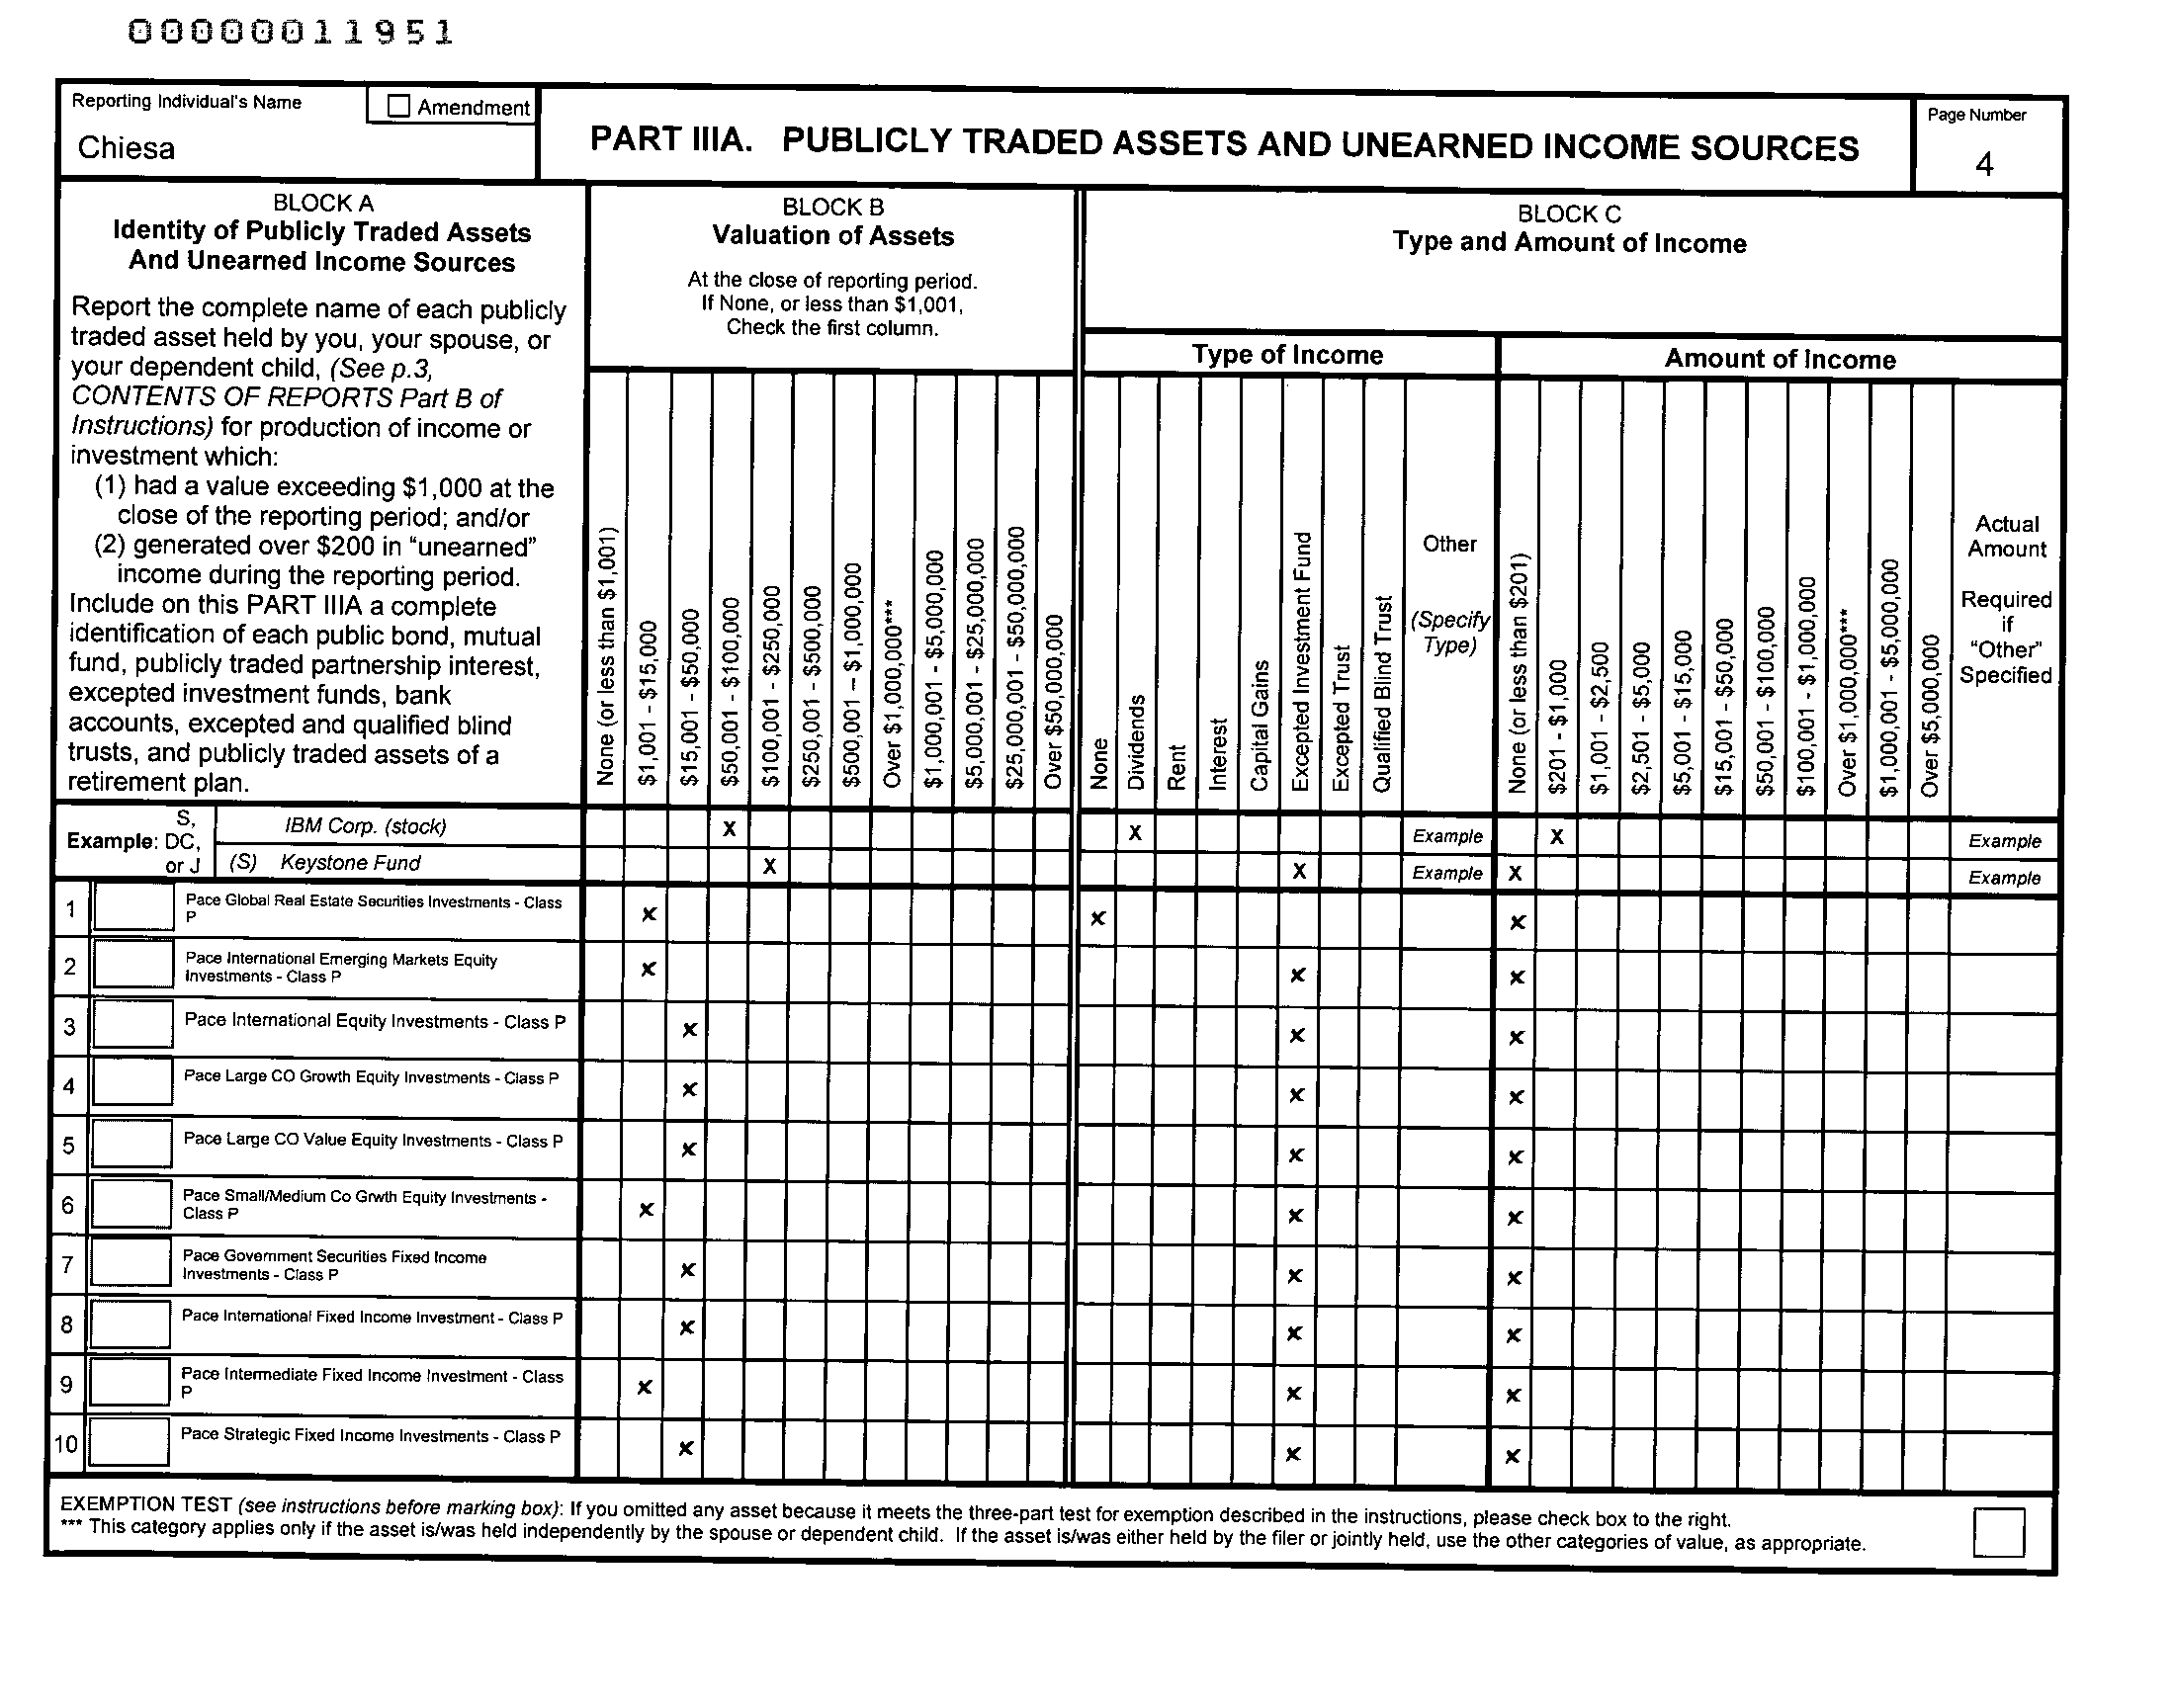 00000011951
Reporting Individual's Name
Amendment
Chiesa
PART IIIA. PUBLICLY TRADED ASSETS AND UNEARNED INCOME SOURCES
Page Number
4
BLOCK A
Identity of Publicly Traded Assets
And Unearned Income Sources
Report the complete name of each publicly
traded asset held by you, your spouse, or
your dependent child, (See p.3,
CONTENTS OF REPORTS Part B of
Instructions) for production of income or
investment which:
(1) had a value exceeding $1,000 at the
close of the reporting period; and/or
(2) generated over $200 in “unearned”
income during the reporting period.
Include on this PART IIIA a complete
identification of each public bond, mutual
fund, publicly traded partnership interest,
excepted investment funds, bank
accounts, excepted and qualified blind
trusts, and publicly traded assets of a
retirement plan.
BLOCK B
Valuation of Assets
At the close of reporting period.
If None, or less than $1,001,
Check the first column.
None (or less than $1,001)
$1,001 - $15,000
$15,001 - $50,000
$50,001 - $100,000
$100,001 - $250,000
$250,001 - $500,000
$500,001 – $1,000,000
Over $1,000,000***
$1,000,001 - $5,000,000
$5,000,001 - $25,000,000
$25,000,001 - $50,000,000
Over $50,000,000
BLOCK C
Type and Amount of Income
Type of Income
None
Dividends
Rent
Interest
Capital Gains
Excepted Investment Fund
Excepted Trust
Qualified Blind Trust
Other
(Specify
Type)
Amount of Income
None (or less than $201)
$201 - $1,000
$1,001 - $2,500
$2,501 - $5,000
$5,001 - $15,000
$15,001 - $50,000
$50,001 - $100,000
$100,001 - $1,000,000
Over $1,000,000***
$1,000,001 - $5,000,000
Over $5,000,000
Actual
Amount
Required
if
“Other”
Specified
Example:
S,
DC,
or J
IBM Corp. (stock) X X Example X Example
(S) Keystone Fund X X Example X Example
1 Pace Global Real Estate Securities Investments - Class
P x x x
2 Pace International Emerging Markets Equity
Investments - Class P x x x
3 Pace International Equity Investments - Class P x x x
4 Pace Large CO Growth Equity Investments - Class P x x x
5 Pace Large CO Value Equity Investments - Class P x x x
6 Pace Small/Medium Co Grwth Equity Investments -
Class P x x x
7 Pace Government Securities Fixed Income
Investments - Class P x x x
8 Pace International Fixed Income Investment - Class P x x x
9 Pace Intermediate Fixed Income Investment - Class
P x x x
10 Pace Strategic Fixed Income Investments - Class P x x x
EXEMPTION TEST (see instructions before marking box): If you omitted any asset because it meets the three-part test for exemption described in the instructions, please check box to the right.
*** This category applies only if the asset is/was held independently by the spouse or dependent child. If the asset is/was either held by the filer or jointly held, use the other categories of value, as appropriate.